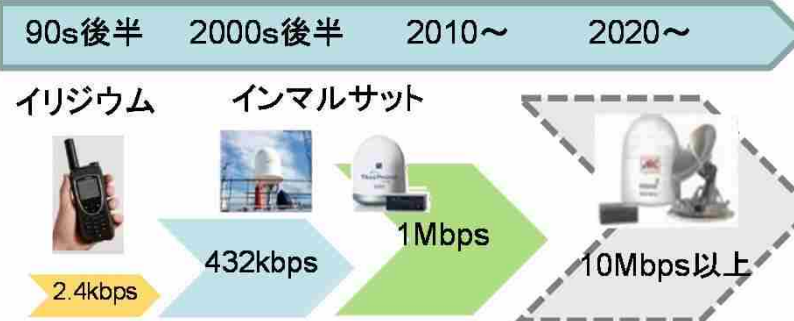 90s後半 2000s後半 2010～ 2020～
イリジウム インマルサット
2.4kbps
432kbps
1Mbps
10Mbps以上